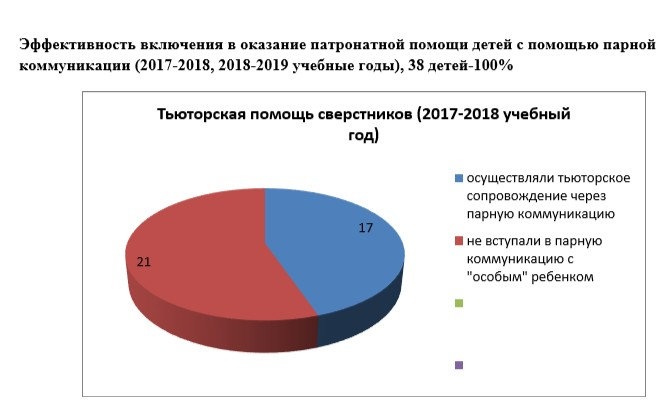 Эффективность включения в оказание патронатной помощи детей с помощью парной
коммуникации (2017-2018, 2018-2019 учебные годы), 38 детей-100%
Тьюторская помощь сверстников (2017-2018 учебный
год)
17
21
осуществляли тьюторское
сопровождение через
парную коммуникацию
не вступали в парную
коммуникацию с
"особым" ребенком